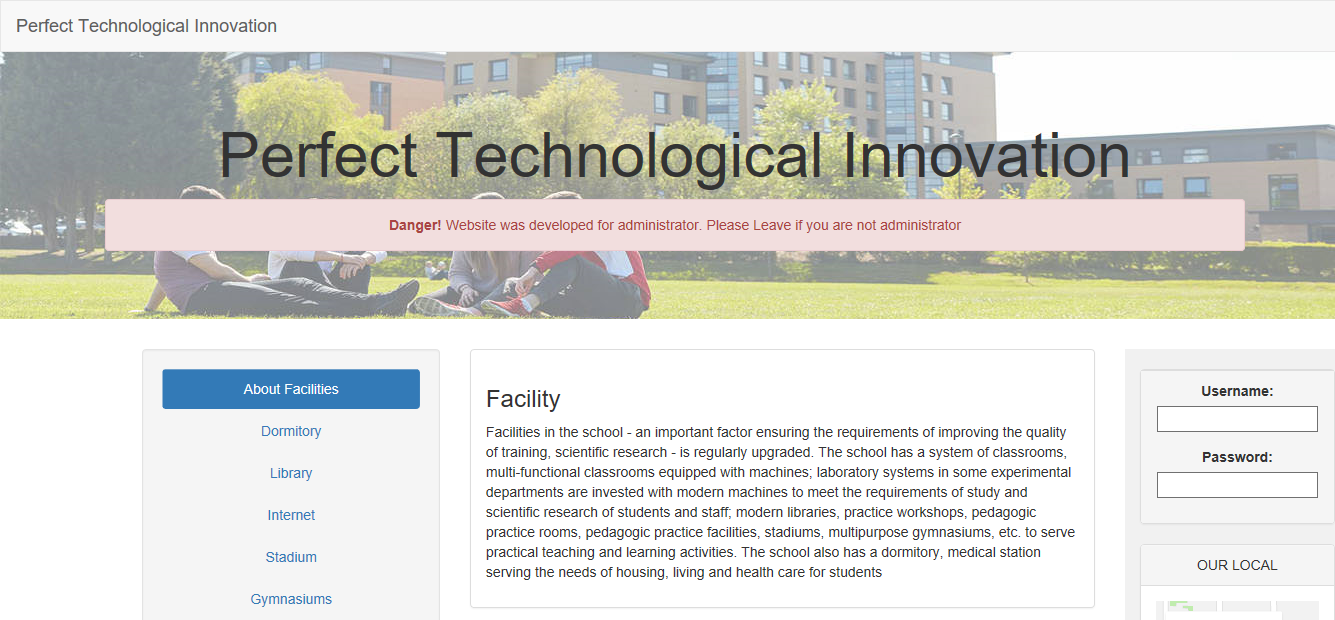 Perfect Technological Innovation
Perfect Technological Innovation
Danger! Website was developed for administrator. Please Leave if you are not administrator
About Facilities
Dormitory
Library
Internet
Stadium
Gymnasiums
Facility
Facilities in the school - an important factor ensuring the requirements of improving the quality
of training, scientific research - is regularly upgraded. The school has a system of classrooms,
multi-functional classrooms equipped with machines; laboratory systems in some experimental
departments are invested with modern machines to meet the requirements of study and
scientific research of students and staff; modern libraries, practice workshops, pedagogic
practice rooms, pedagogic practice facilities, stadiums, multipurpose gymnasiums, etc. to serve
practical teaching and learning activities. The school also has a dormitory, medical station
serving the needs of housing, living and health care for students
Username:
Password:
OUR LOCAL